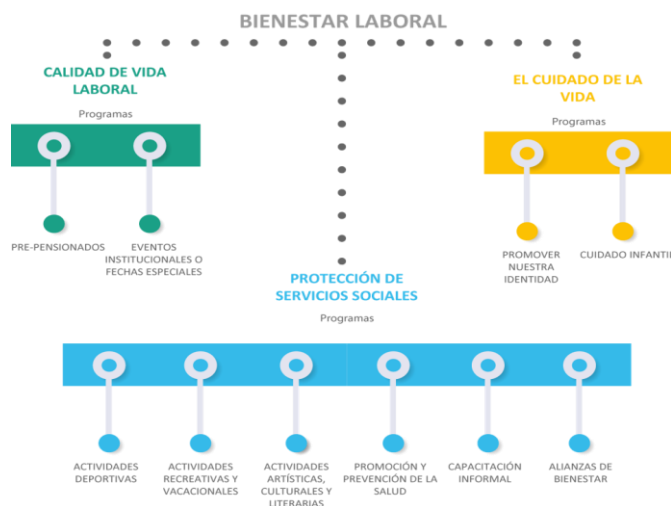 BIENESTAR LABORAL
CALIDAD DE VIDA
LABORAL
Programas
PRE-PENSIONADOS
EVENTOS
INSTITUCIONALES O
FECHAS ESPECIALES
EL CUIDADO DE LA
VIDA
Programas
PROMOVER
NUESTRA
IDENTIDAD
CUIDADO INFANTIL
PROTECCIÓN DE
SERVICIOS SOCIALES
Programas
ACTIVIDADES
DEPORTIVAS
ACTIVIDADES
RECREATIVAS Y
VACACIONALES
ACTIVIDADES
ARTÍSTICAS,
CULTURALES Y
LITERARIAS
PROMOCIÓN Y
PREVENCIÓN DE LA
SALUD
CAPACITACIÓN
INFORMAL
ALIANZAS DE
BIENESTAR